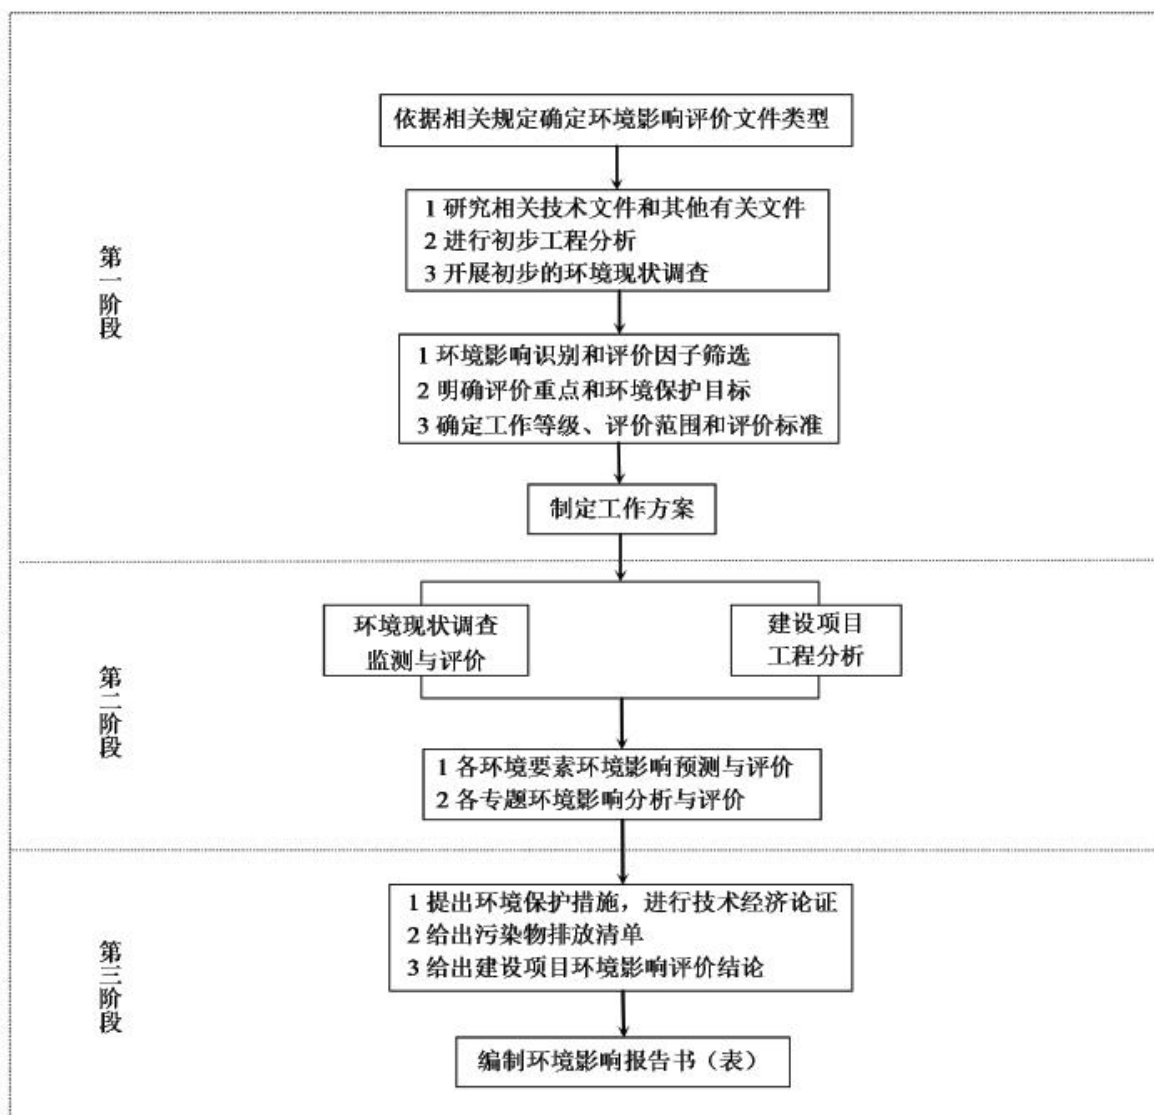 依据相关规定确定环境影响评价文件类型
1 研究相关技术文件和其他有关文件
2 进行初步工程分析
3 开展初步的环境现状调查
第一阶段
1 环境影响识别和评价因子筛选
2 明确评价重点和环境保护目标
3 确定工作等级、评价范围和评价标准
制定工作方案
环境现状调查
监测与评价
建设项目
工程分析
第二阶段
1 各环境要素环境影响预测与评价
2 各专题环境影响分析与评价
1 提出环境保护措施，进行技术经济论证
2 给出污染物排放清单
3 给出建设项目环境影响评价结论
第三阶段
编制环境影响报告书（表）